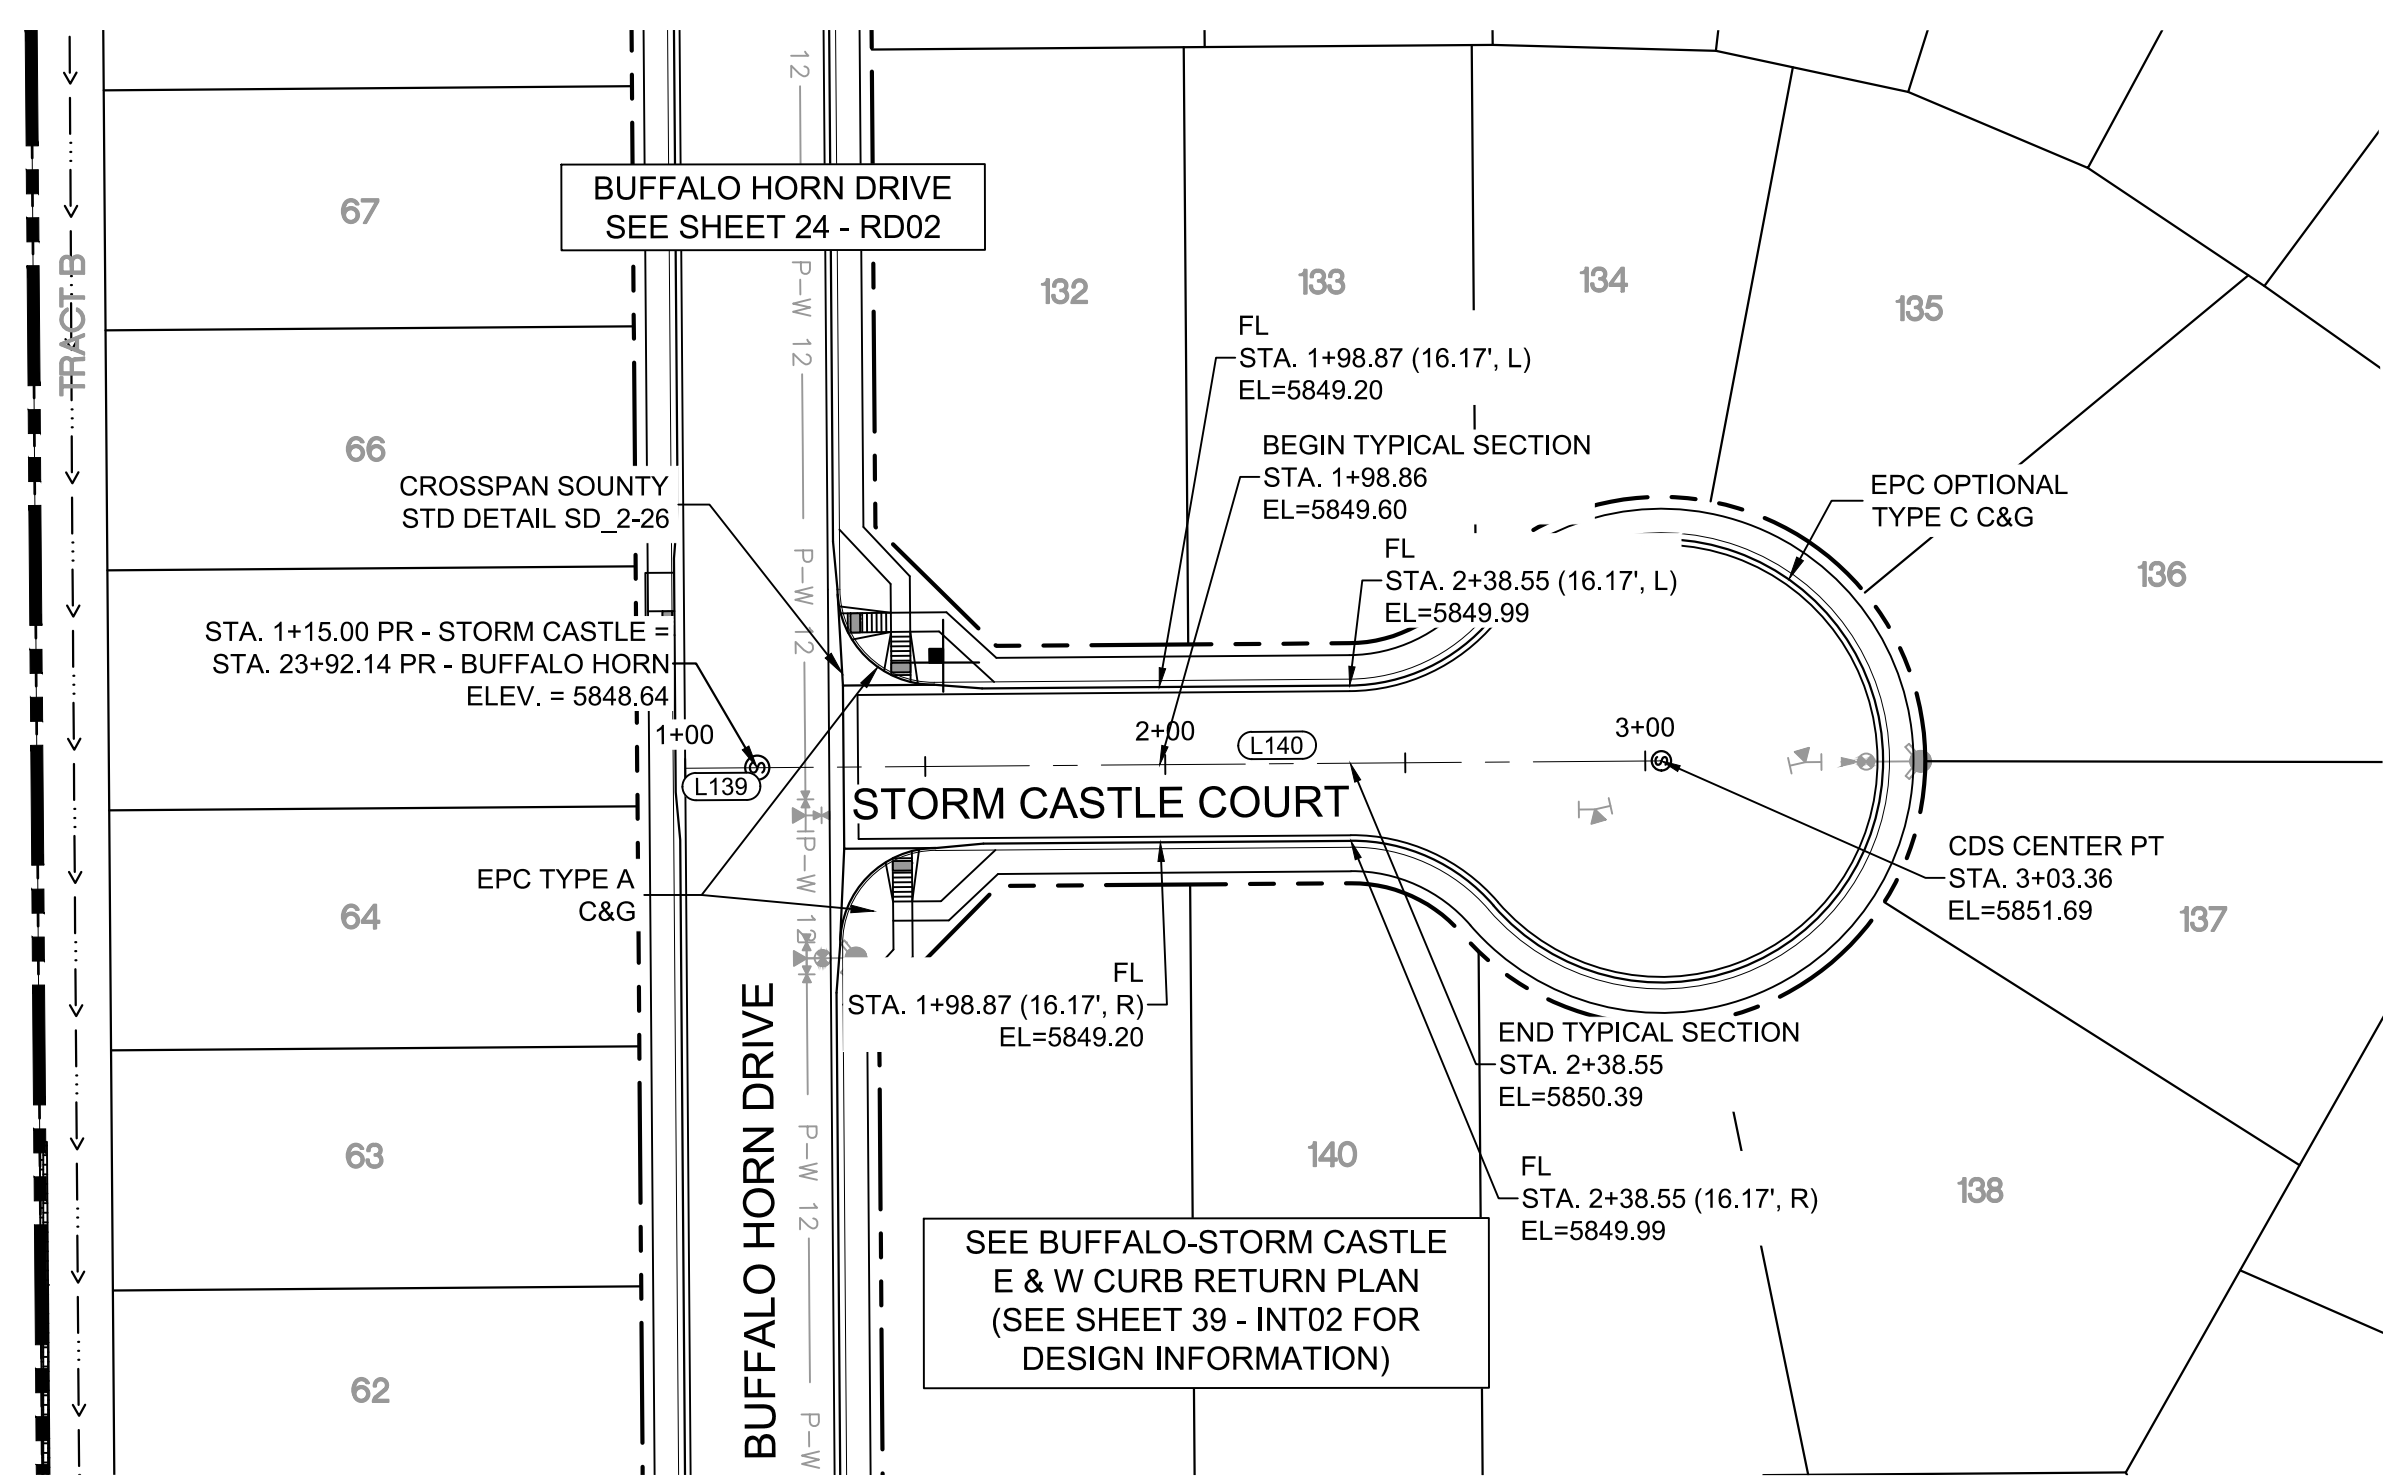 BUFFALO HORN DRIVE
SEE SHEET 24 - RD02
TRACT B
67
66
64
63
62
132
133
134
135
136
137
138
140
12
P-W
12
P-W
12
P-W
12
P-W
12
P-W
FL
STA. 1+98.87 (16.17', L)
EL=5849.20
BEGIN TYPICAL SECTION
STA. 1+98.86
EL=5849.60
FL
STA. 2+38.55 (16.17', L)
EL=5849.99
EPC OPTIONAL
TYPE C C&G
CROSSPAN SOUNTY
STD DETAIL SD_2-26
STA. 1+15.00 PR - STORM CASTLE =
STA. 23+92.14 PR - BUFFALO HORN
ELEV. = 5848.64
1+00
2+00
3+00
L139
L140
S
S
STORM CASTLE COURT
EPC TYPE A
C&G
CDS CENTER PT
STA. 3+03.36
EL=5851.69
FL
STA. 1+98.87 (16.17', R)
EL=5849.20
END TYPICAL SECTION
STA. 2+38.55
EL=5850.39
FL
STA. 2+38.55 (16.17', R)
EL=5849.99
BUFFALO HORN DRIVE
SEE BUFFALO-STORM CASTLE
E & W CURB RETURN PLAN
(SEE SHEET 39 - INT02 FOR
DESIGN INFORMATION)